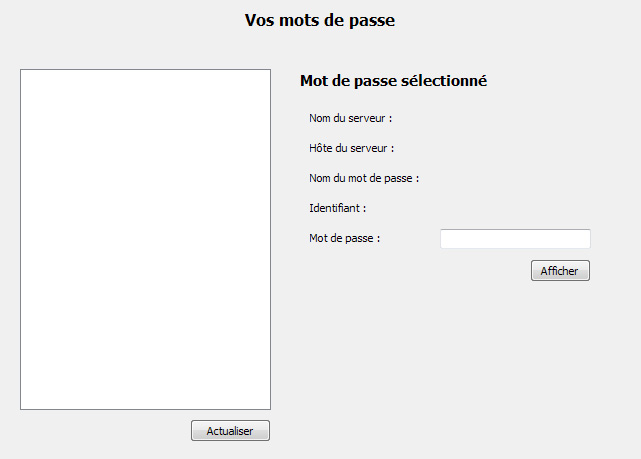 Vos mots de passe
Mot de passe sélectionné
Nom du serveur :
Hôte du serveur :
Nom du mot de passe :
Identifiant :
Mot de passe :
Afficher
Actualiser